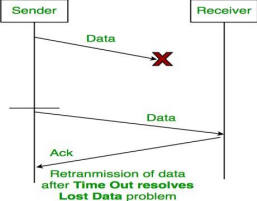 Sender
Receiver
Data
Data
Ack
Retranmission of data
after Time Out resolves
Lost Data problem